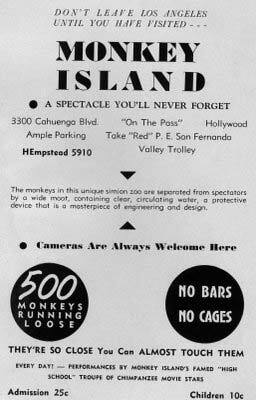 DON'T LEAVE LOS ANGELES
UNTIL YOU HAVE VISITED - - -
MONKEY
ISLAND
● A SPECTACLE YOU'LL NEVER FORGET
3300 Cahuenga Blvd. "On The Pass" Hollywood
Ample Parking Take "Red" P. E. San Fernando
HEmpstead 5910 Valley Trolley
The monkeys in this unique simian zoo are separated from spectators
by a wide moat, containing clear, circulating water, a protective
device that is a masterpiece of engineering and design.
● Cameras Are Always Welcome Here
500
MONKEYS
RUNNING
LOOSE
NO BARS
NO CAGES
THEY'RE SO CLOSE You Can ALMOST TOUCH THEM
EVERY DAY! — PERFORMANCES BY MONKEY ISLAND'S FAMED "HIGH
SCHOOL" TROUPE OF CHIMPANZEE MOVIE STARS
Admission 25c Children 10c